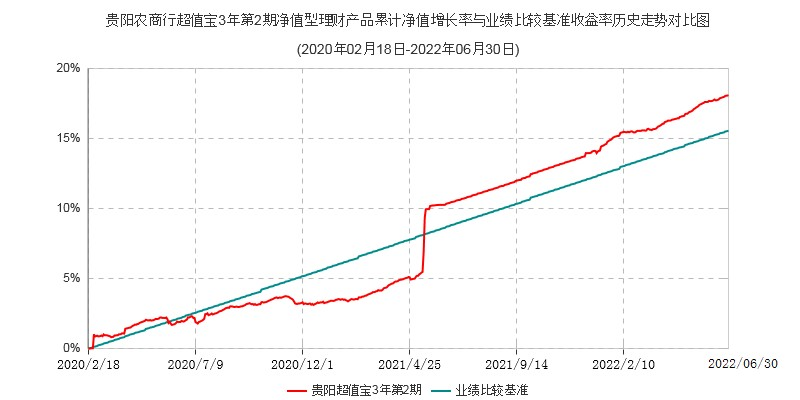 贵阳农商行超值宝3年第2期净值型理财产品累计净值增长率与业绩比较基准收益率历史走势对比图
(2020年02月18日-2022年06月30日)
20%
15%
10%
5%
0%
2020/2/18 2020/7/9 2020/12/1 2021/4/25 2021/9/14 2022/2/10 2022/06/30
贵阳超值宝3年第2期 业绩比较基准